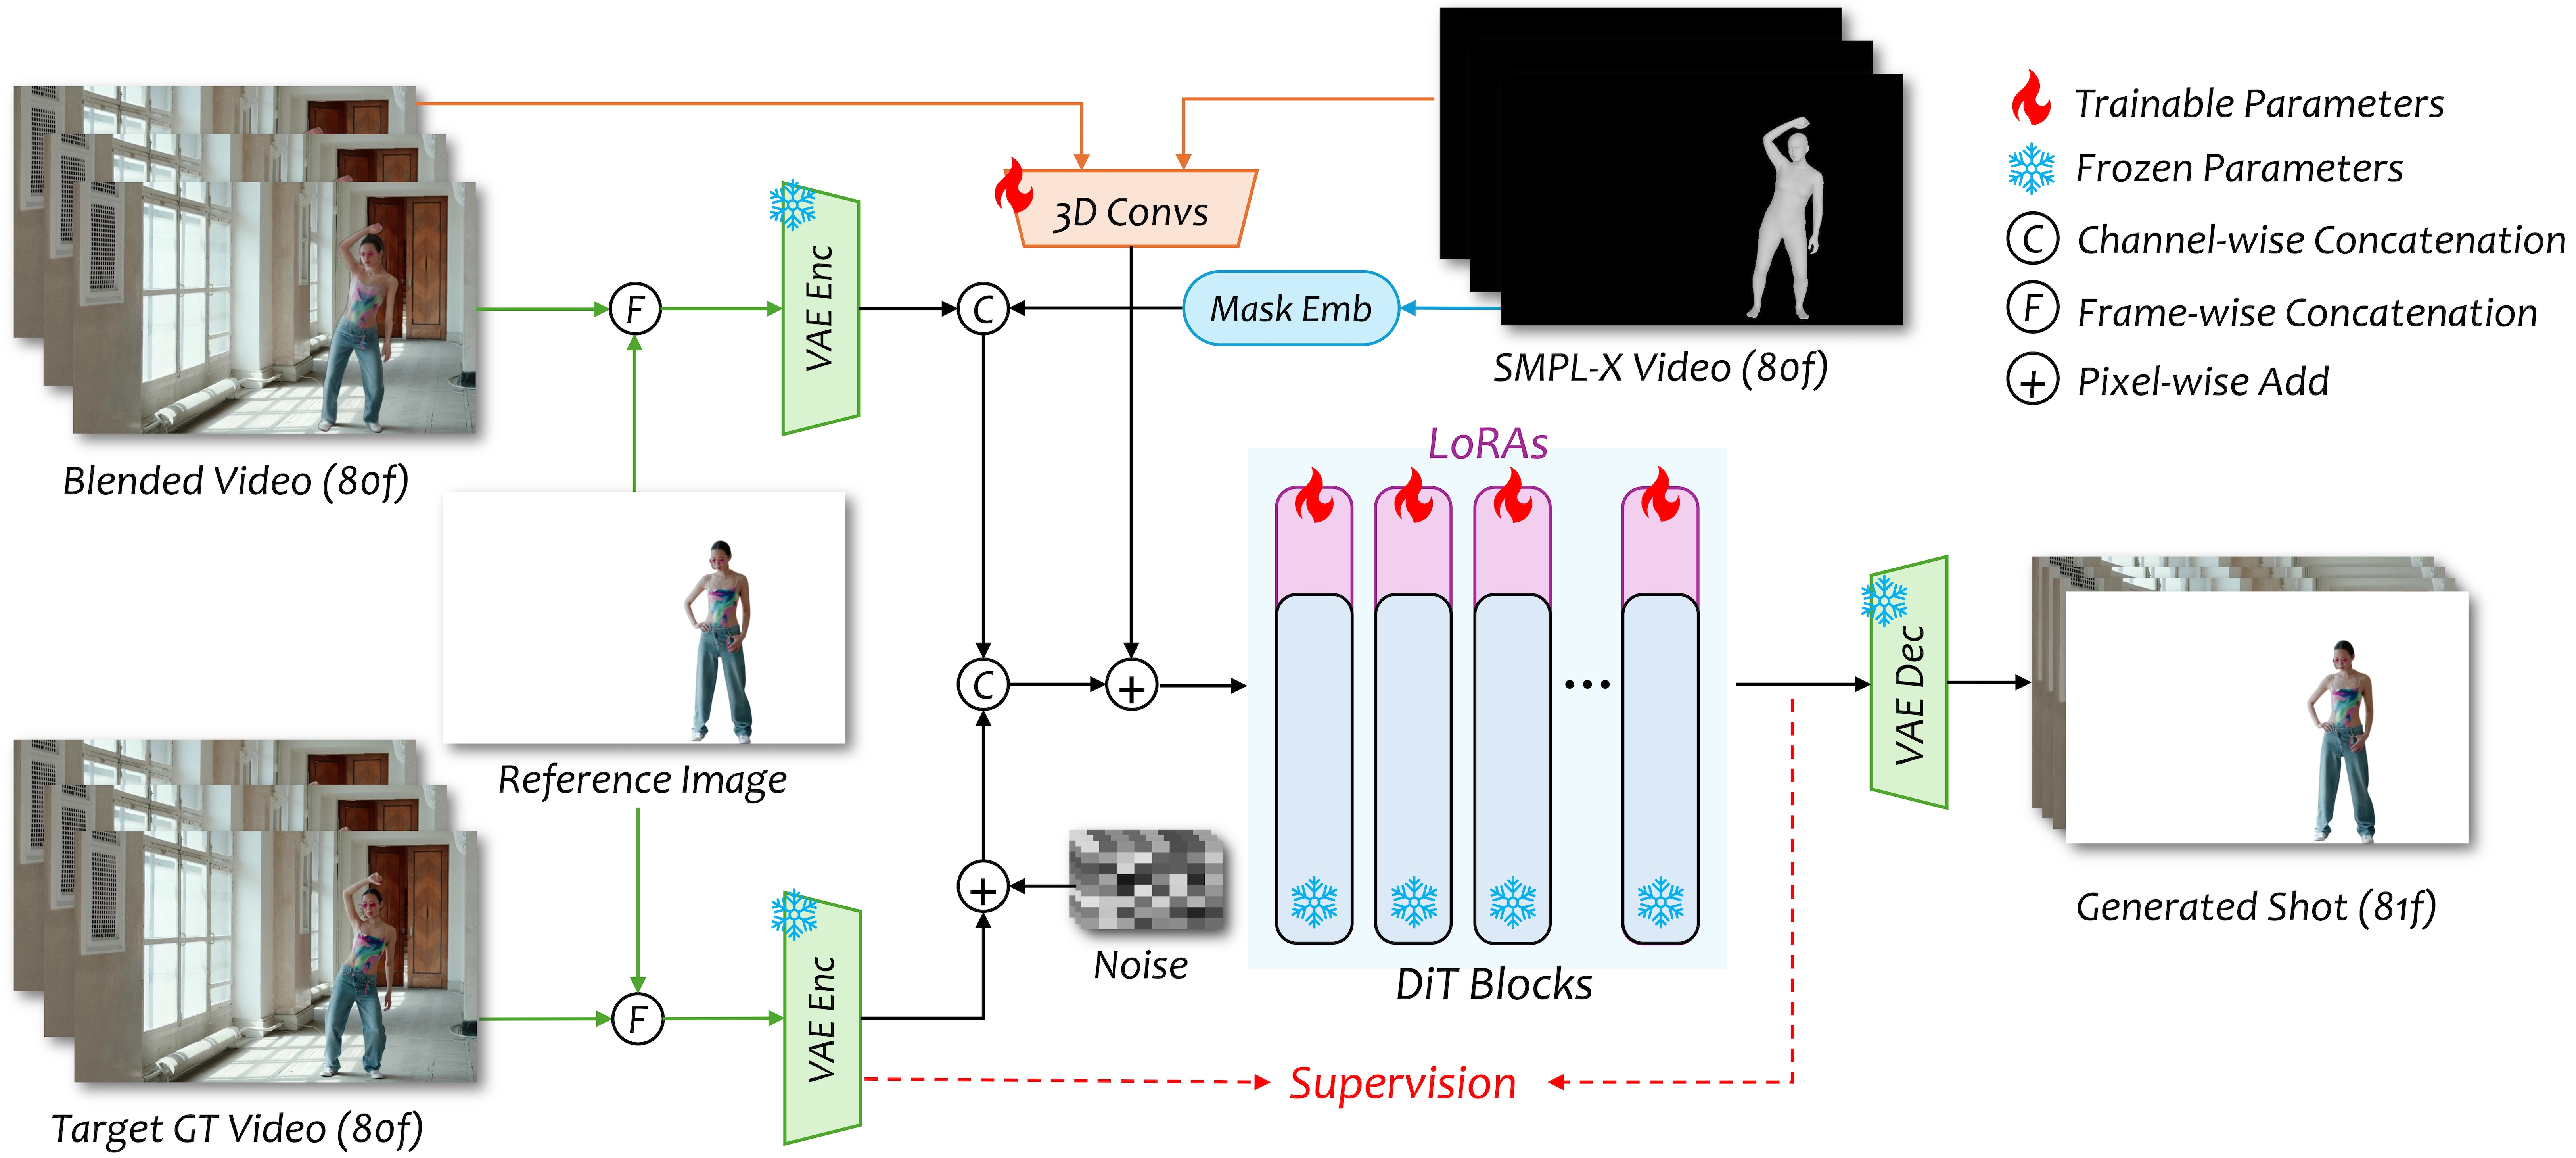 Trainable Parameters
Frozen Parameters
C Channel-wise Concatenation
F Frame-wise Concatenation
+ Pixel-wise Add
3D Convs
VAE Enc
F
C
Mask Emb
SMPL-X Video (80f)
Blended Video (80f)
LoRAs
Reference Image
C
+
...
VAE Dec
Generated Shot (81f)
+
Noise
DiT Blocks
F
VAE Enc
Supervision
Target GT Video (80f)